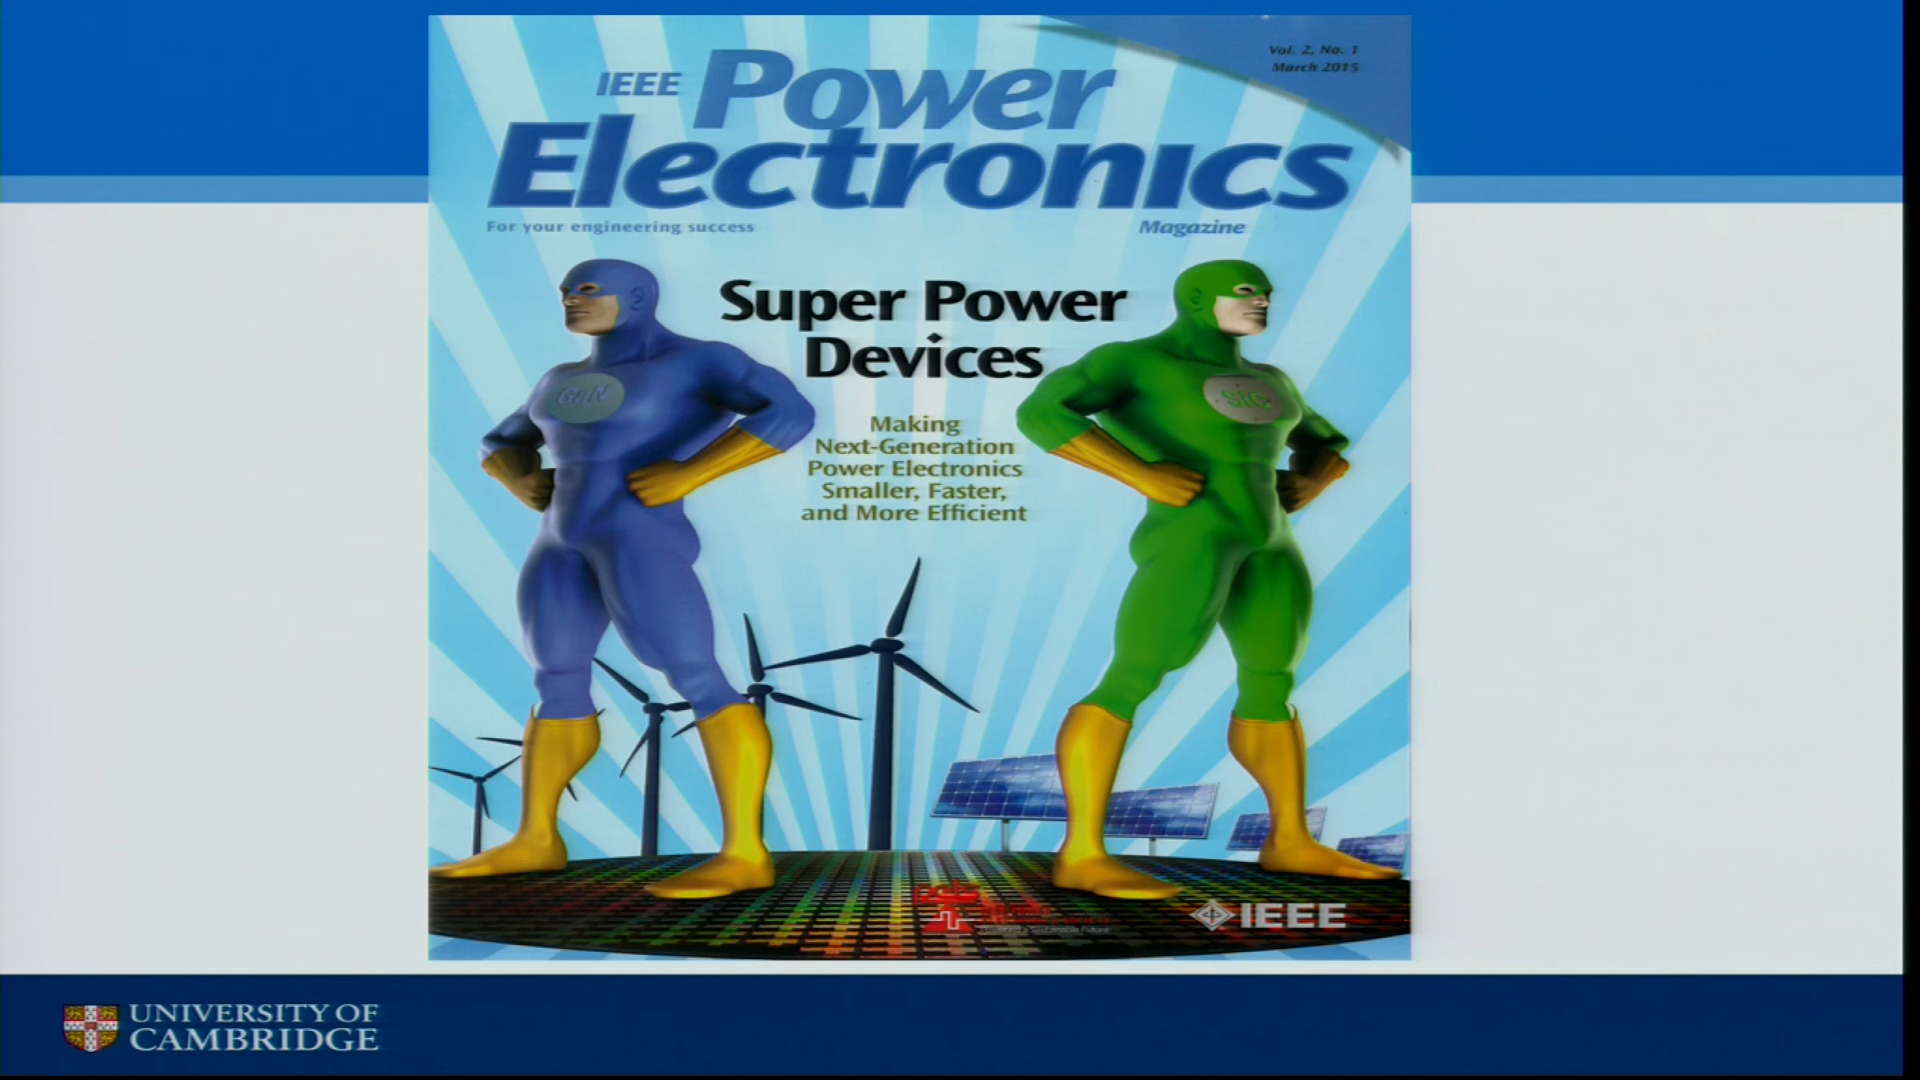 Vol. 2, No. 1
March 2015
IEEE Power
Electronics
For your engineering success
Magazine
Super Power
Devices
GaN
SiC
Making
Next-Generation
Power Electronics
Smaller, Faster,
and More Efficient
pels
IEEE
UNIVERSITY OF
CAMBRIDGE